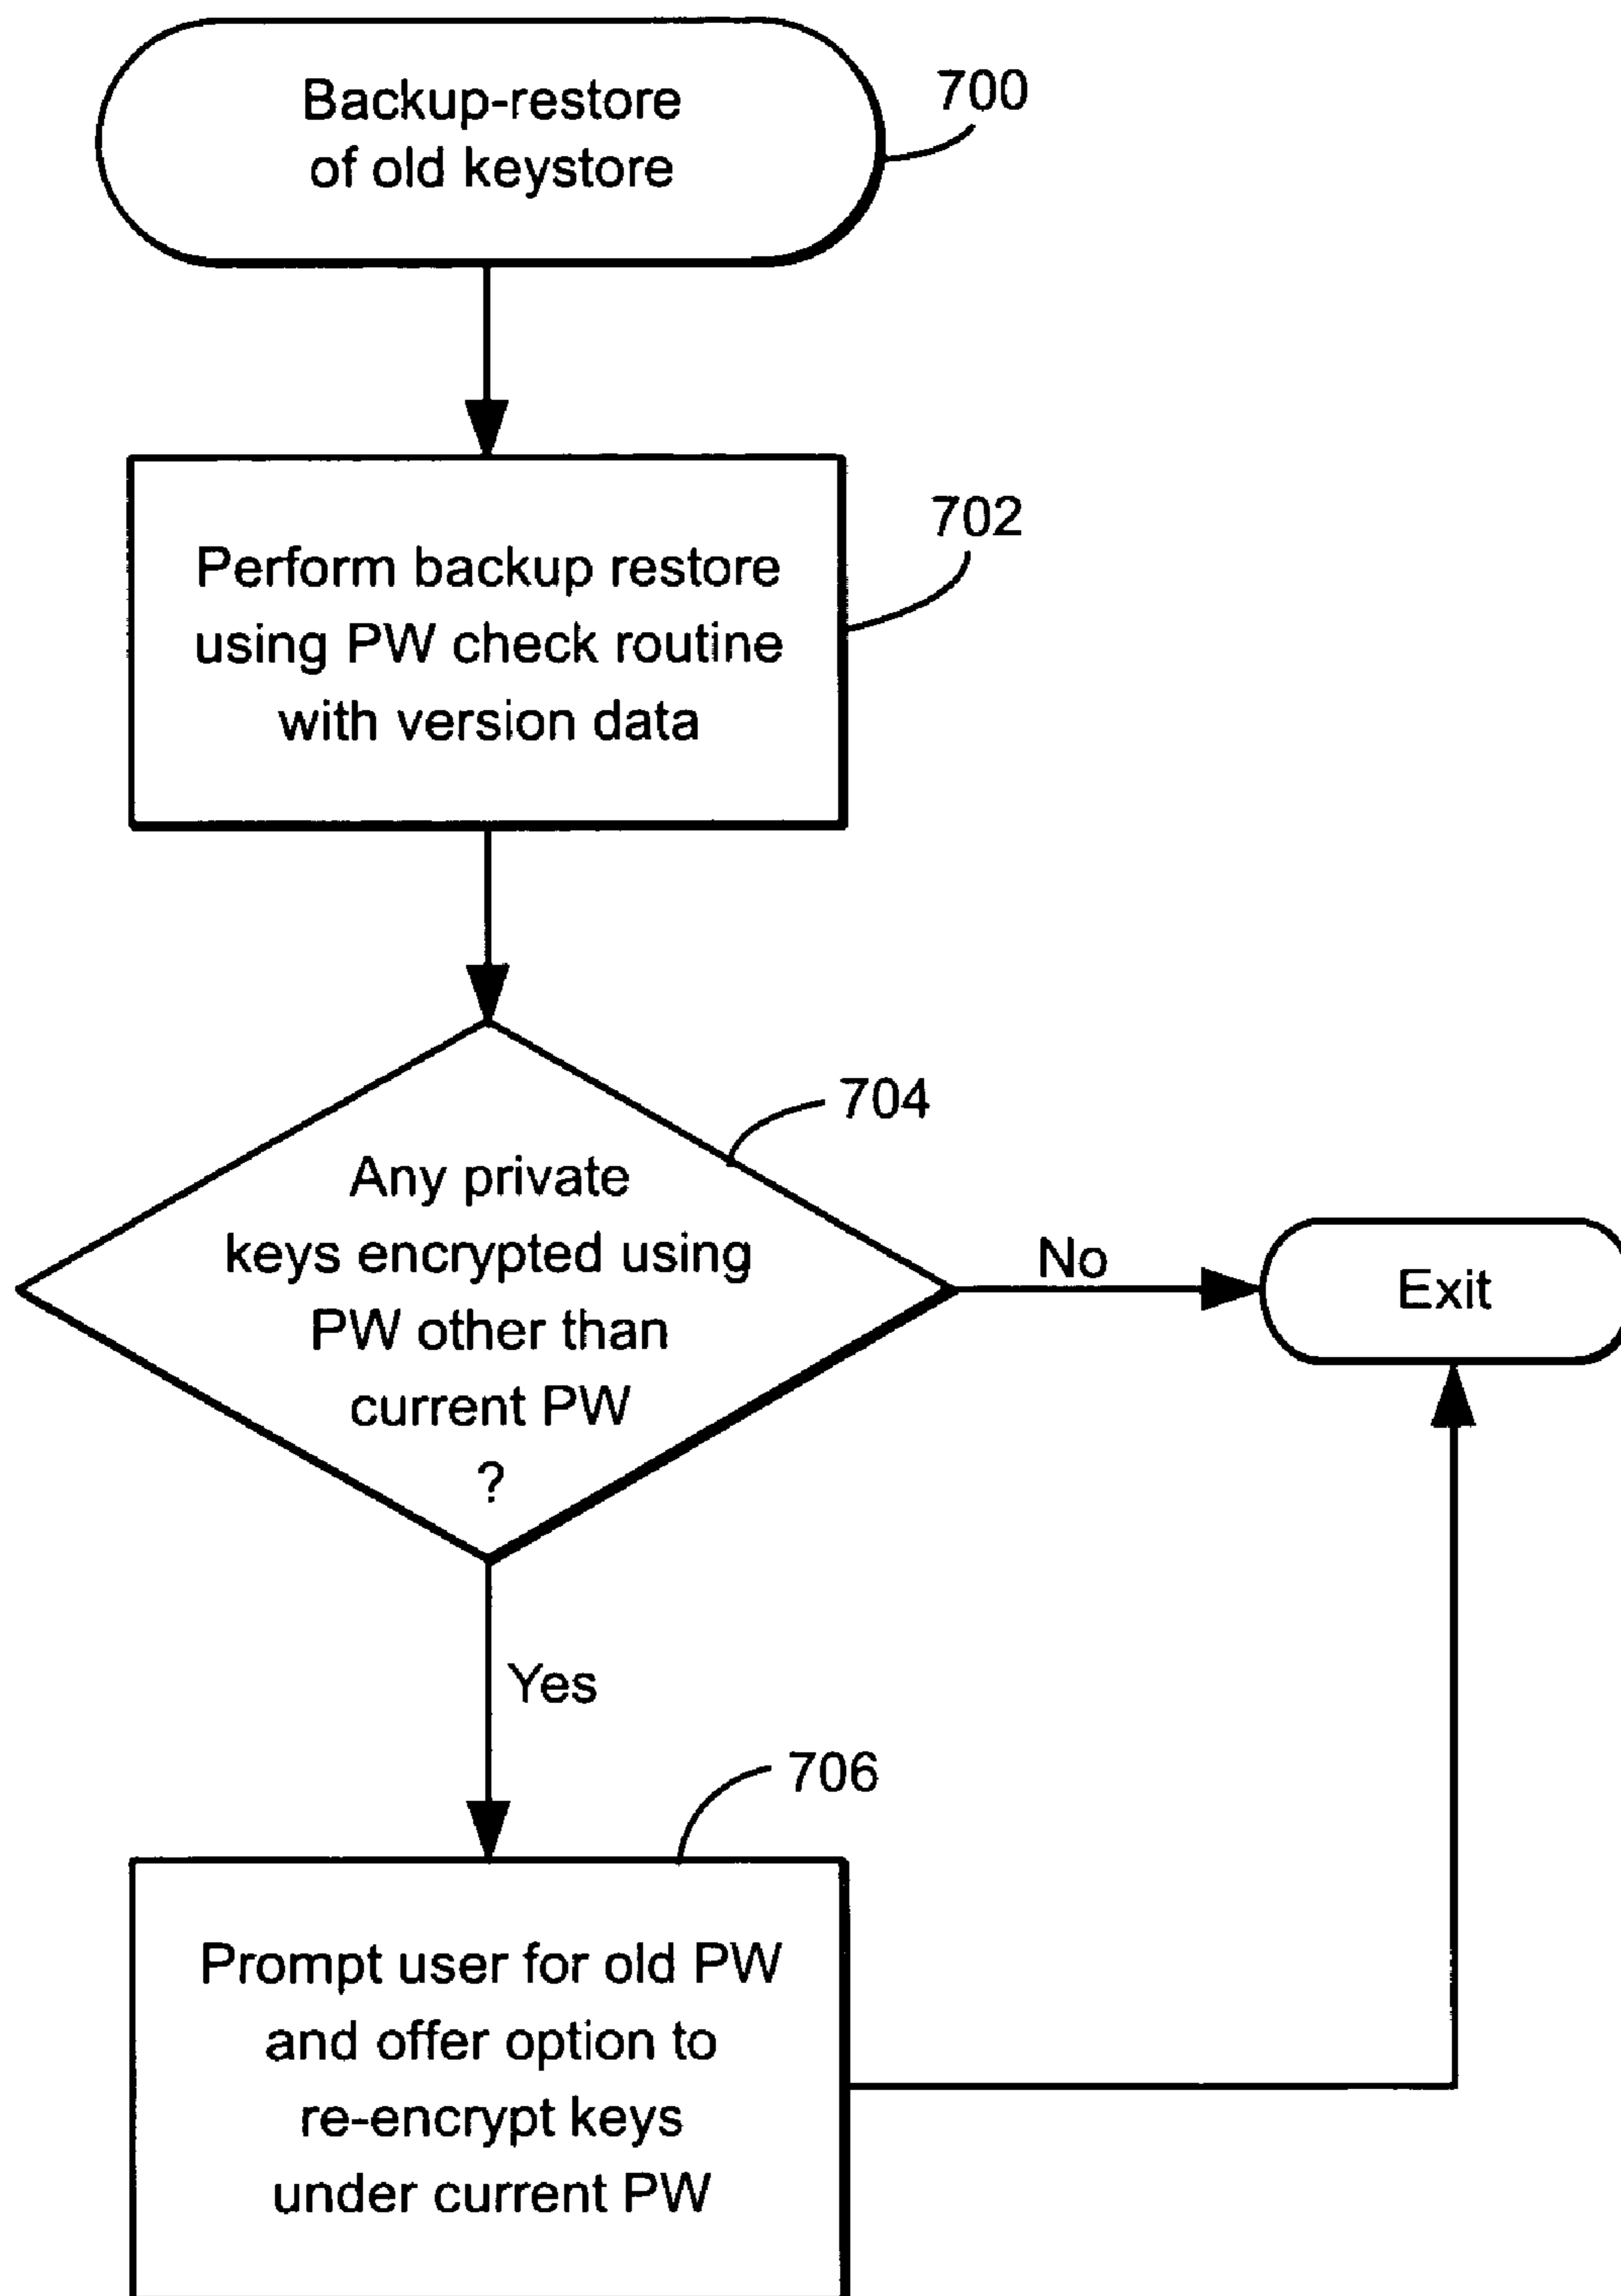 Backup-restore
of old keystore
700
Perform backup restore
using PW check routine
with version data
702
Any private
keys encrypted using
PW other than
current PW
?
704
No
Exit
Yes
706
Prompt user for old PW
and offer option to
re-encrypt keys
under current PW